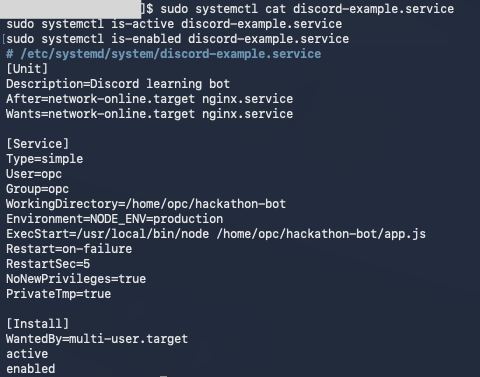 ]$ sudo systemctl cat discord-example.service
sudo systemctl is-active discord-example.service
[sudo systemctl is-enabled discord-example.service
# /etc/systemd/system/discord-example.service
[Unit]
Description=Discord learning bot
After=network-online.target nginx.service
Wants=network-online.target nginx.service

[Service]
Type=simple
User=opc
Group=opc
WorkingDirectory=/home/opc/hackathon-bot
Environment=NODE_ENV=production
ExecStart=/usr/local/bin/node /home/opc/hackathon-bot/app.js
Restart=on-failure
RestartSec=5
NoNewPrivileges=true
PrivateTmp=true

[Install]
WantedBy=multi-user.target
active
enabled